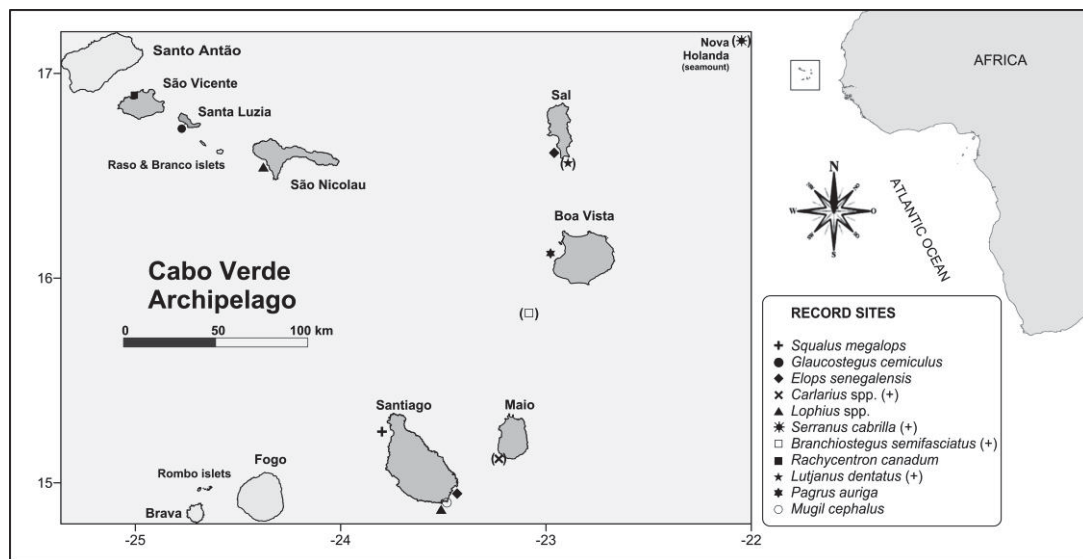 Santo Antão
São Vicente
Santa Luzia
Raso & Branco islets
São Nicolau
Nova
Holanda
(seamount)
Sal
Boa Vista
Cabo Verde
Archipelago
0 50 100 km
Santiago
Maio
Rombo islets
Fogo
Brava
17
16
15
-25 -24 -23 -22
AFRICA
ATLANTIC OCEAN
N
W O
S
RECORD SITES
Squalus megalops
Glaucostegus cemiculus
Elops senegalensis
Carlarius spp. (+)
Lophius spp.
Serranus cabrilla (+)
Branchiostegus semifasciatus (+)
Rachycentron canadum
Lutjanus dentatus (+)
Pagrus auriga
Mugil cephalus